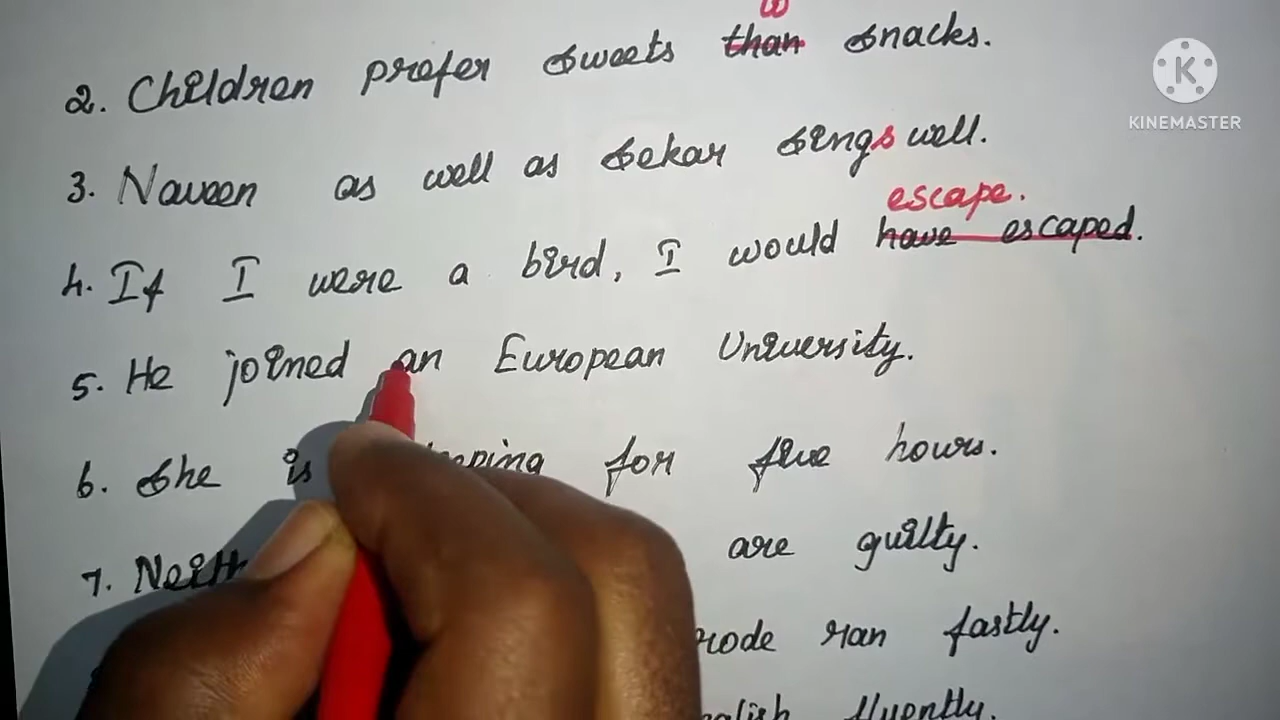 2. Children prefer sweets than snacks.
KINEMASTER
3. Naveen as well as Sekar sings well.
escape.
4. If I were a bird, I would have escaped.
5. He joined an European University.
6. She is for five hours.
7. are guilty.
ran fastly.
fluently.